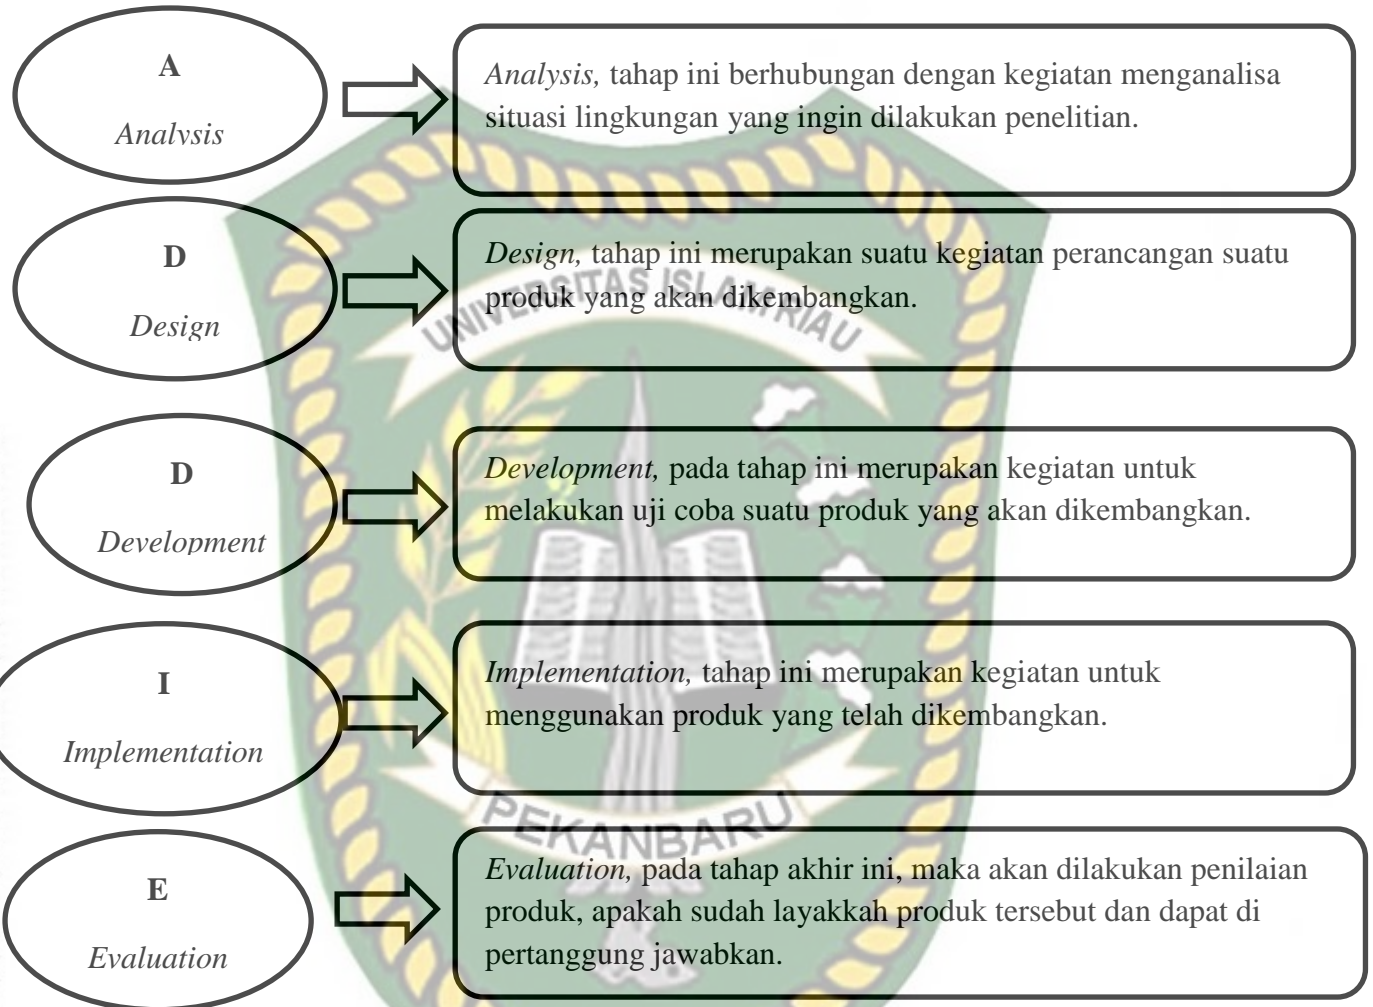 A
Analysis
Analysis, tahap ini berhubungan dengan kegiatan menganalisa
situasi lingkungan yang ingin dilakukan penelitian.
D
Design
Design, tahap ini merupakan suatu kegiatan perancangan suatu
produk yang akan dikembangkan.
UNIVERSITAS ISLAM RIAU
D
Development
Development, pada tahap ini merupakan kegiatan untuk
melakukan uji coba suatu produk yang akan dikembangkan.
I
Implementation
Implementation, tahap ini merupakan kegiatan untuk
menggunakan produk yang telah dikembangkan.
PEKANBARU
E
Evaluation
Evaluation, pada tahap akhir ini, maka akan dilakukan penilaian
produk, apakah sudah layakkah produk tersebut dan dapat di
pertanggung jawabkan.